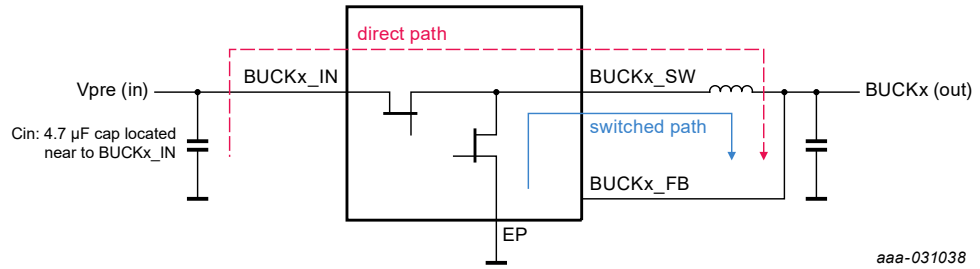 direct path
BUCKx_IN
BUCKx_SW
Vpre (in)
BUCKx (out)
Cin: 4.7 µF cap located
near to BUCKx_IN
switched path
BUCKx_FB
EP
aaa-031038